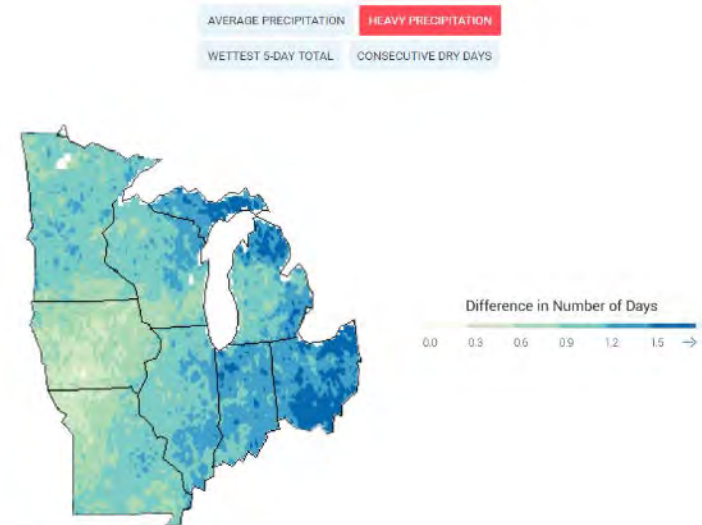 AVERAGE PRECIPITATION HEAVY PRECIPITATION
WETTEST 5-DAY TOTAL CONSECUTIVE DRY DAYS
Difference in Number of Days
0.0 0.3 0.6 0.9 1.2 1.5